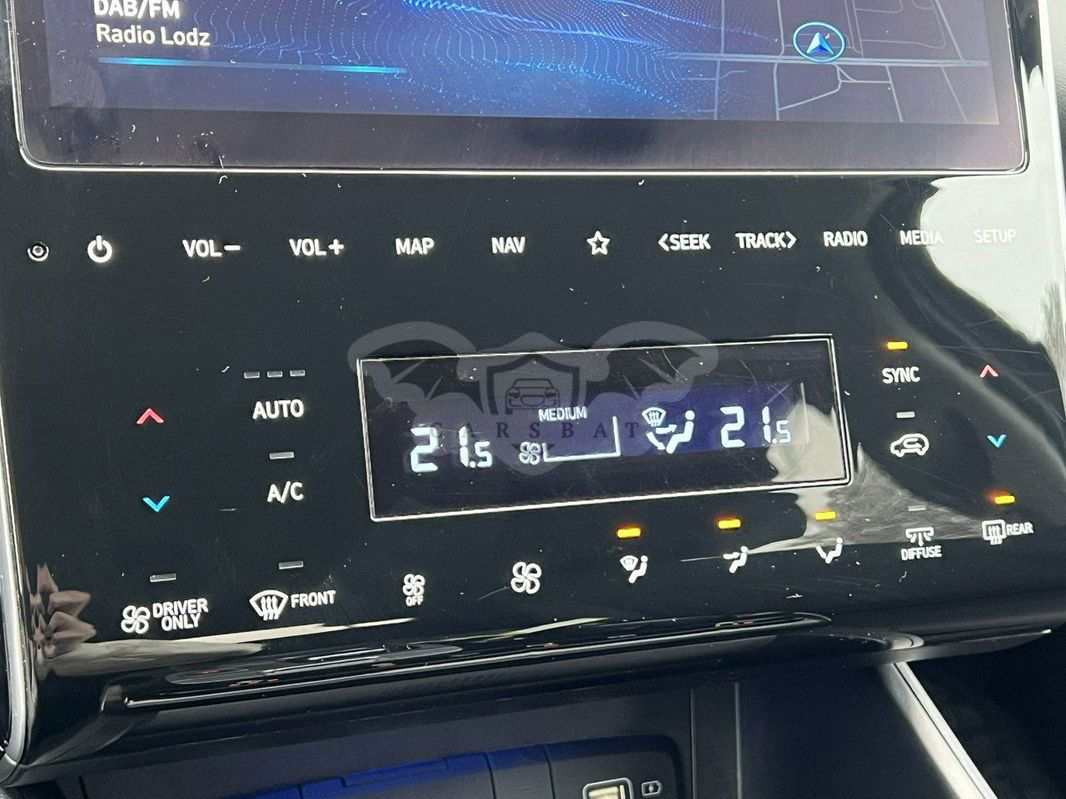 DAB/FM
Radio Lodz
VOL− VOL+ MAP NAV <SEEK TRACK> RADIO MEDIA SETUP
AUTO
A/C
MEDIUM
21.5 21.5
CARSBAT
SYNC
DRIVER
ONLY
FRONT
OFF
DIFFUSE
REAR